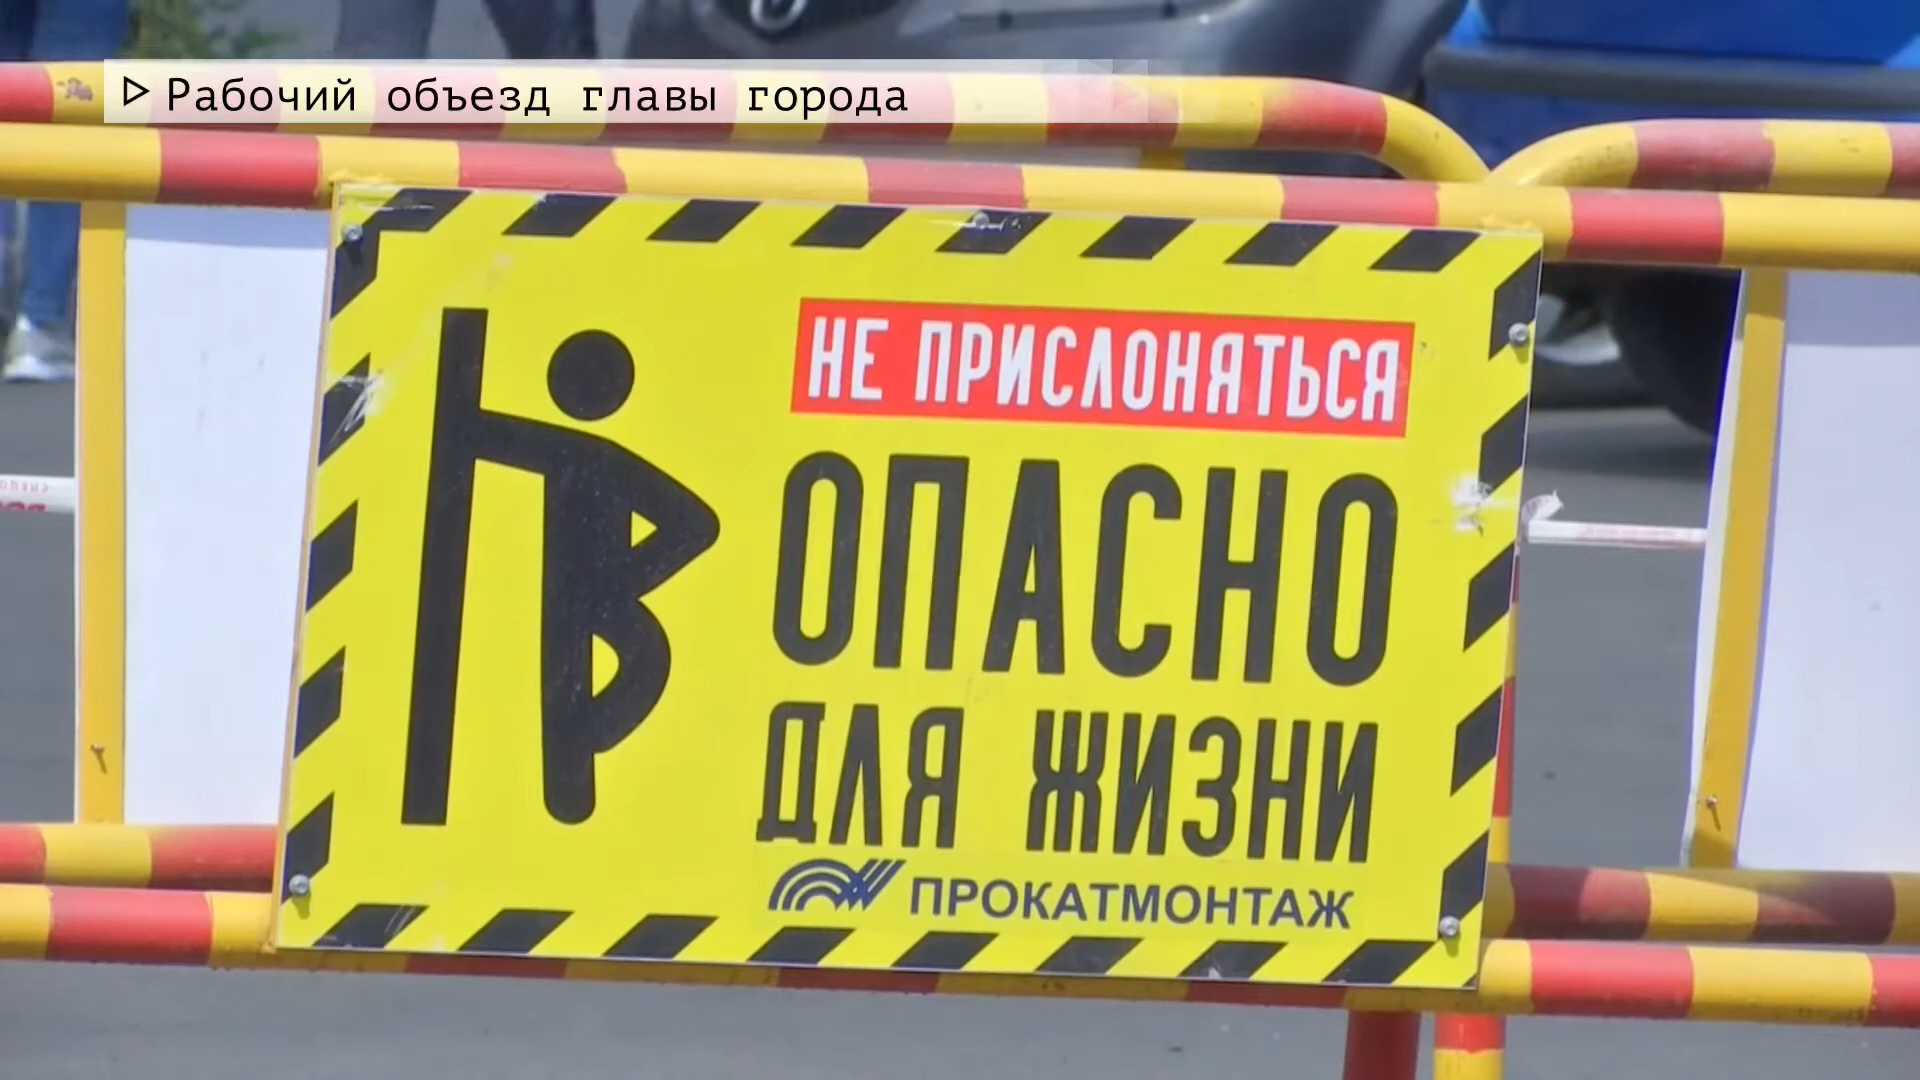 Рабочий объезд главы города
НЕ ПРИСЛОНЯТЬСЯ
ОПАСНО
ДЛЯ ЖИЗНИ
ПРОКАТМОНТАЖ